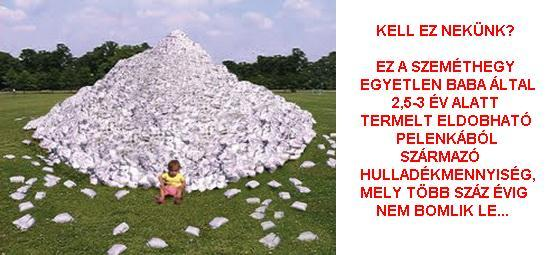 KELL EZ NEKÜNK?
EZ A SZEMÉTHEGY
EGYETLEN BABA ÁLTAL
2,5-3 ÉV ALATT
TERMELT ELDOBHATÓ
PELENKÁBÓL
SZÁRMAZÓ
HULLADÉKMENNYISÉG,
MELY TÖBB SZÁZ ÉVIG
NEM BOMLIK LE...